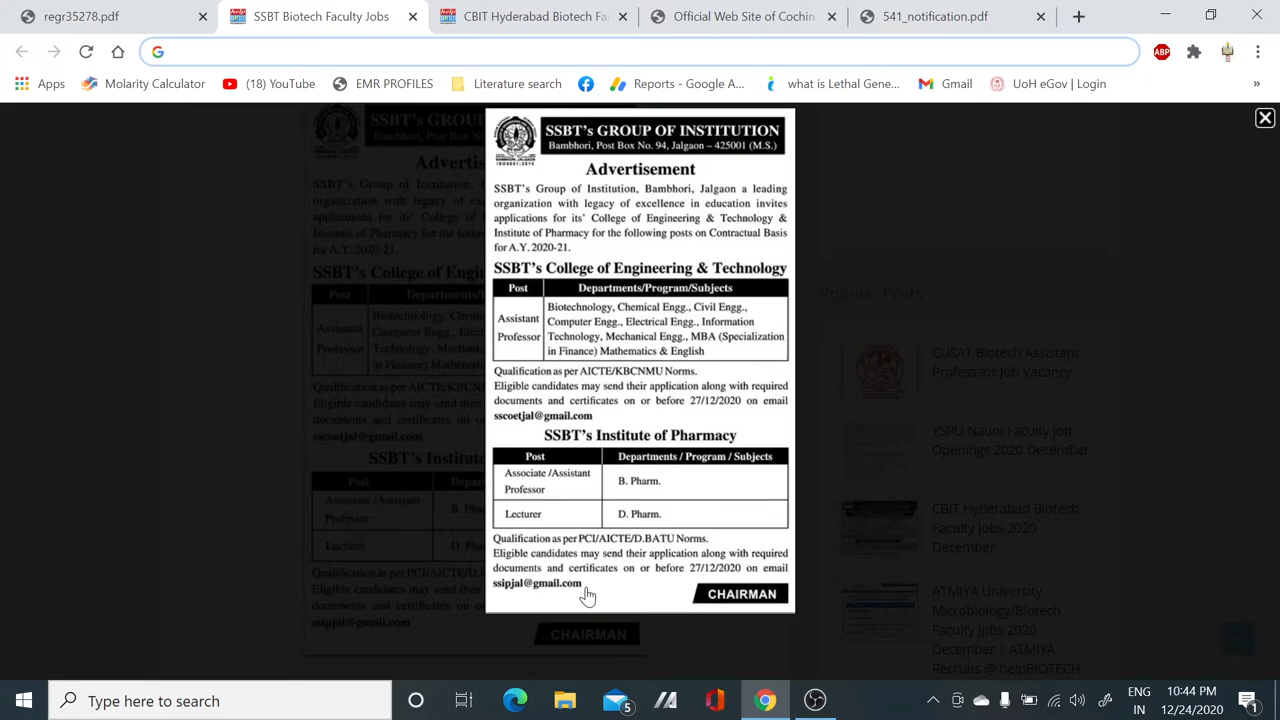 regr35278.pdf
SSBT Biotech Faculty Jobs
CBIT Hyderabad Biotech Fa
Official Web Site of Cochin
541_notification.pdf
Apps
Molarity Calculator
(18) YouTube
EMR PROFILES
Literature search
Reports - Google A...
what is Lethal Gene...
Gmail
UoH eGov | Login
ABP
SSBT's GROUP OF INSTITUTION
Bambhori, Post Box No. 94, Jalgaon – 425001 (M.S.)
Advertisement
SSBT's Group of Institution, Bambhori, Jalgaon a leading
organization with legacy of excellence in education invites
applications for its' College of Engineering & Technology &
Institute of Pharmacy for the following posts on Contractual Basis
for A.Y. 2020-21.
SSBT's College of Engineering & Technology
Post Departments/Program/Subjects
Assistant Professor
Biotechnology, Chemical Engg., Civil Engg.,
Computer Engg., Electrical Engg., Information
Technology, Mechanical Engg., MBA (Specialization
in Finance) Mathematics & English
Qualification as per AICTE/KBCNMU Norms.
Eligible candidates may send their application along with required
documents and certificates on or before 27/12/2020 on email
sscoetjal@gmail.com
SSBT's Institute of Pharmacy
Post Departments / Program / Subjects
Associate /Assistant
Professor
B. Pharm.
Lecturer D. Pharm.
Qualification as per PCI/AICTE/D.BATU Norms.
Eligible candidates may send their application along with required
documents and certificates on or before 27/12/2020 on email
ssipjal@gmail.com
CHAIRMAN
CHAIRMAN
Popular Posts
CUSAT Biotech Assistant
Professsor Job Vacancy
YSPU Nauni Faculty Job
Openings 2020 December
CBIT Hyderabad Biotech
Faculty Jobs 2020
December
ATMIYA University
Microbiology/Biotech
Faculty Jpbs 2020
December | ATMIYA
Recruits @ helpBIOTECH
Type here to search
5
ENG
IN
10:44 PM
12/24/2020
1